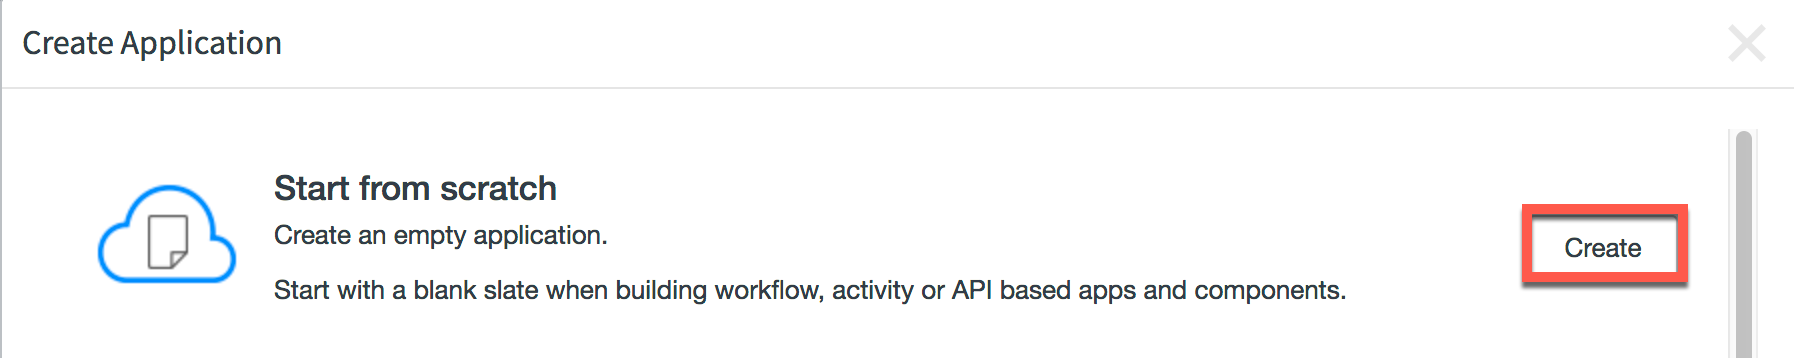 Create Application
Start from scratch
Create an empty application.
Create
Start with a blank slate when building workflow, activity or API based apps and components.